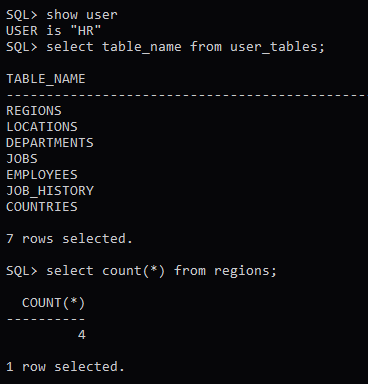 SQL> show user
USER is "HR"
SQL> select table_name from user_tables;
TABLE_NAME
------------------------------------------------
REGIONS
LOCATIONS
DEPARTMENTS
JOBS
EMPLOYEES
JOB_HISTORY
COUNTRIES
7 rows selected.
SQL> select count(*) from regions;
COUNT(*)
----------
4
1 row selected.